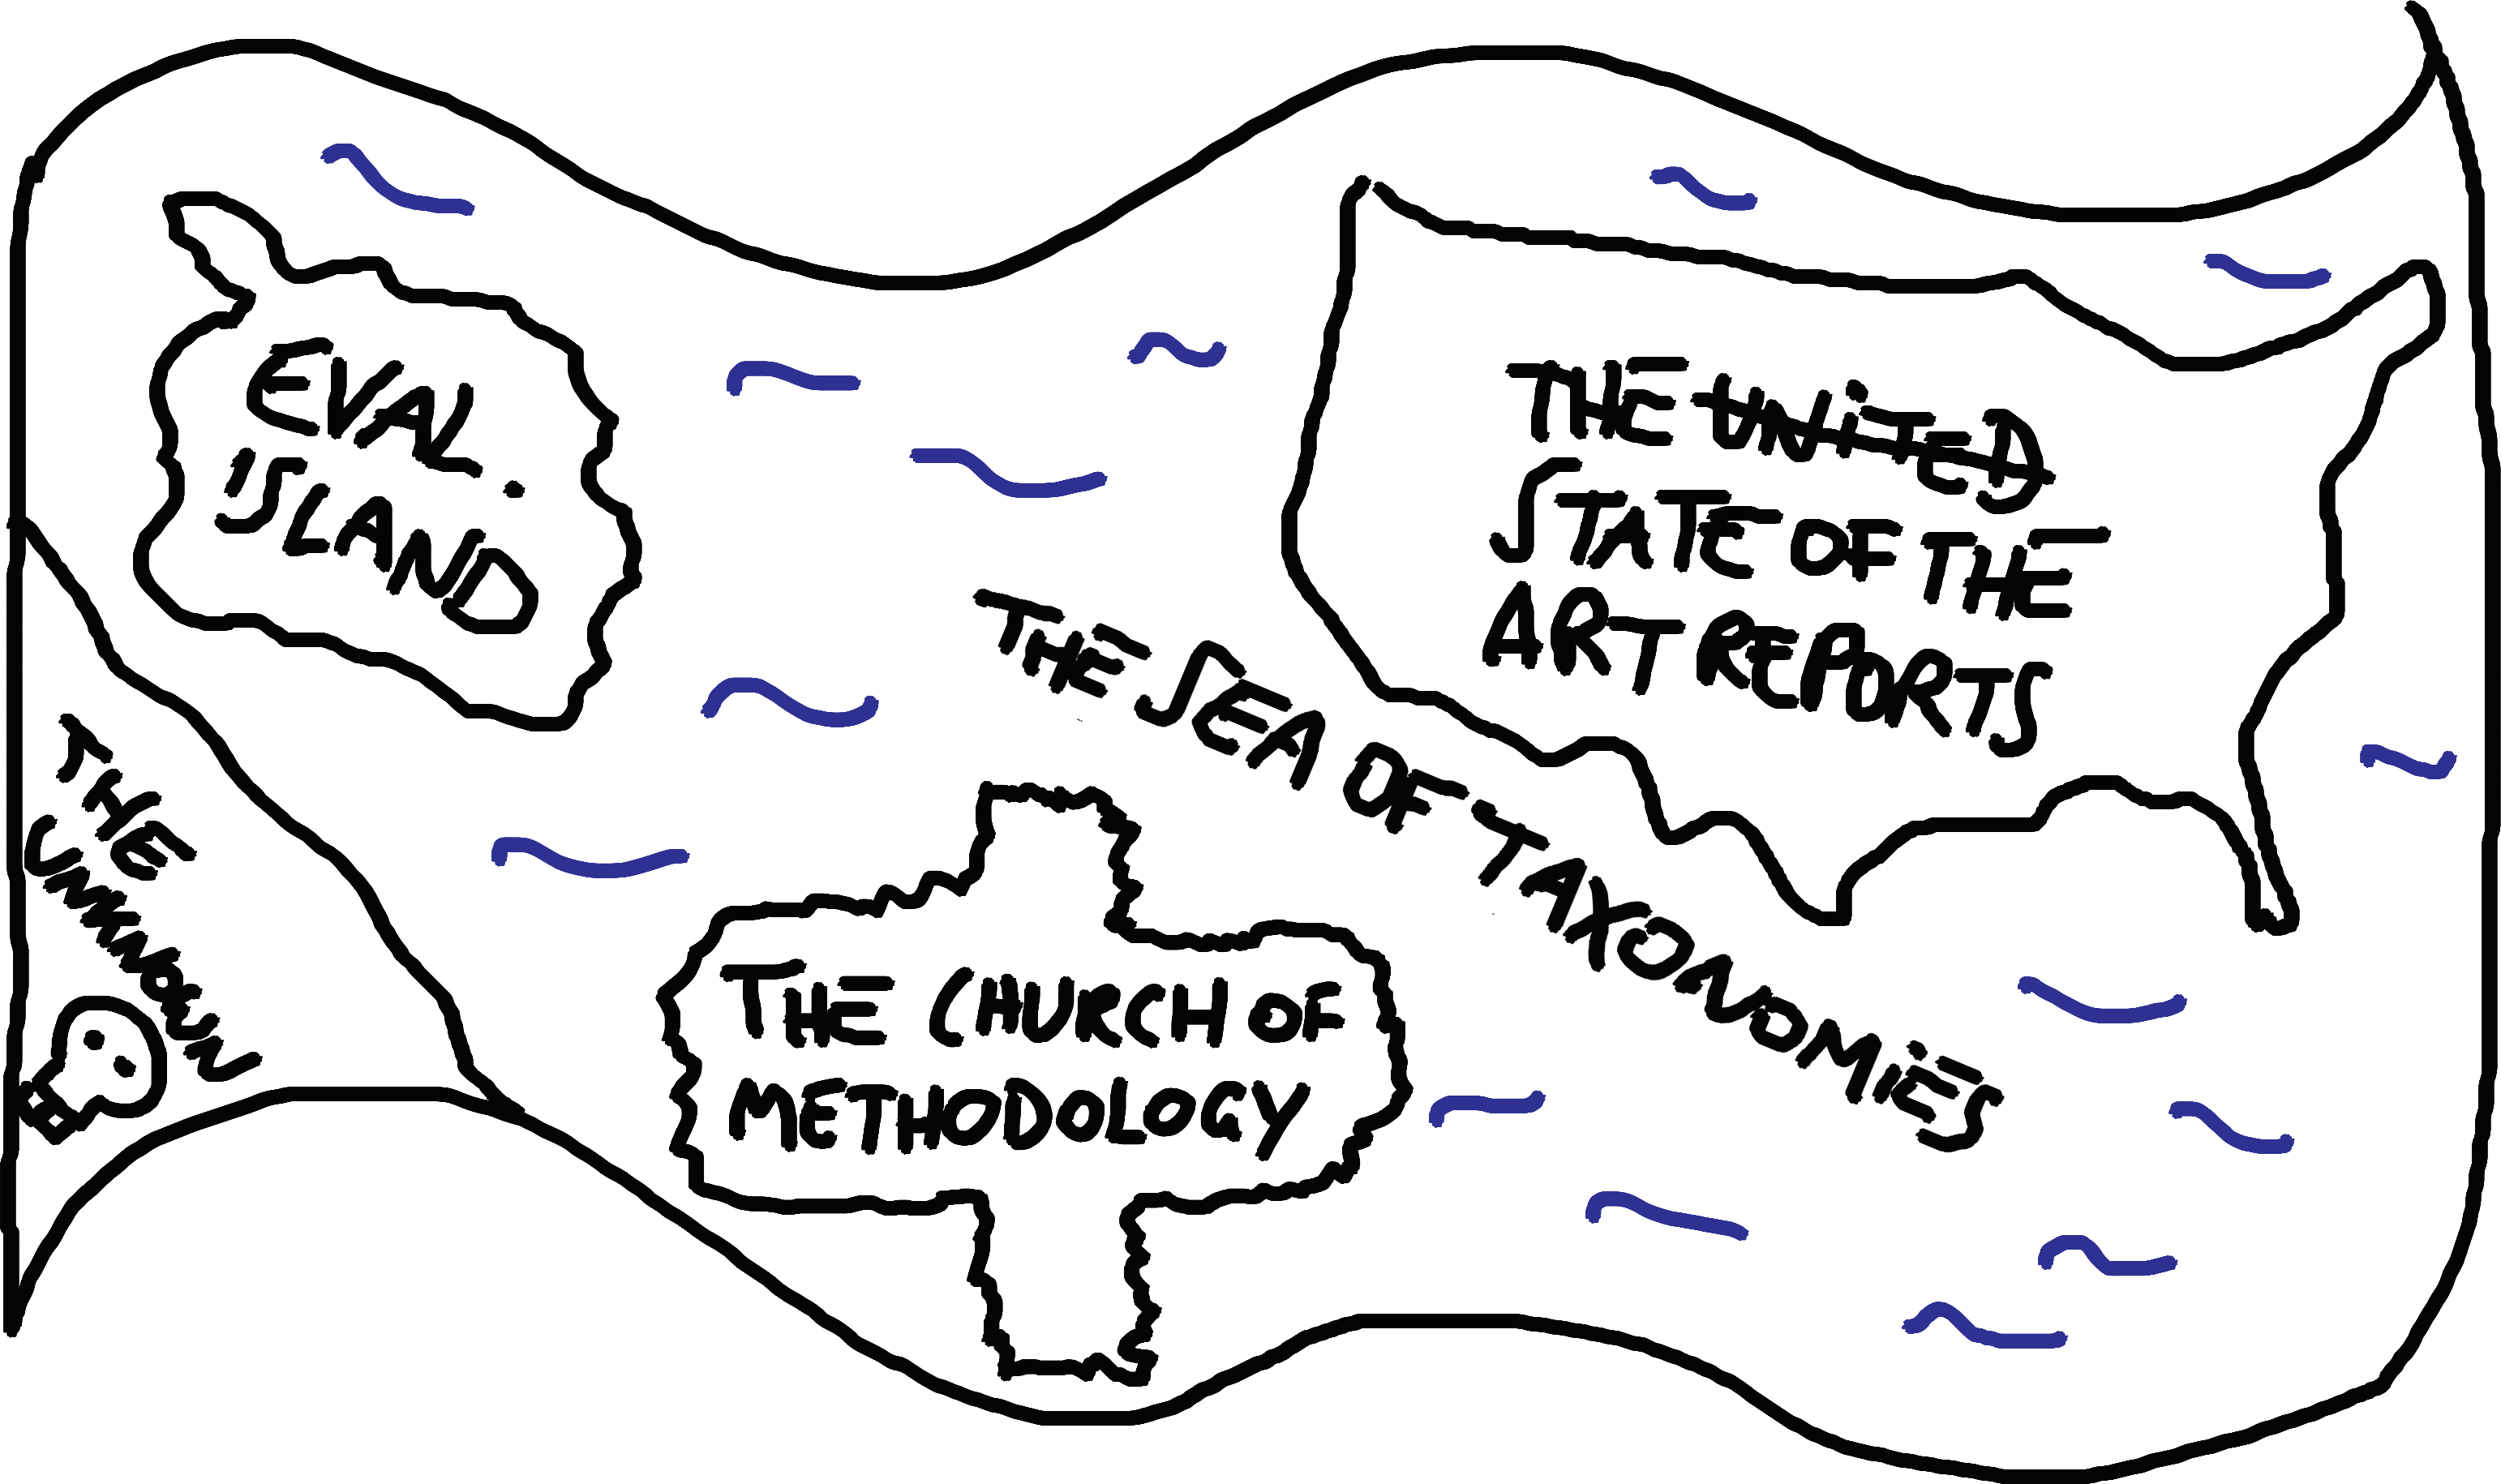 EVAL.
ISLAND
THE UNITED
STATE OF THE
ART REPORTS
THE SEA OF TAXONOMIES
THE
UNKNOWN
THE CHURCH OF
METHODOLOGY